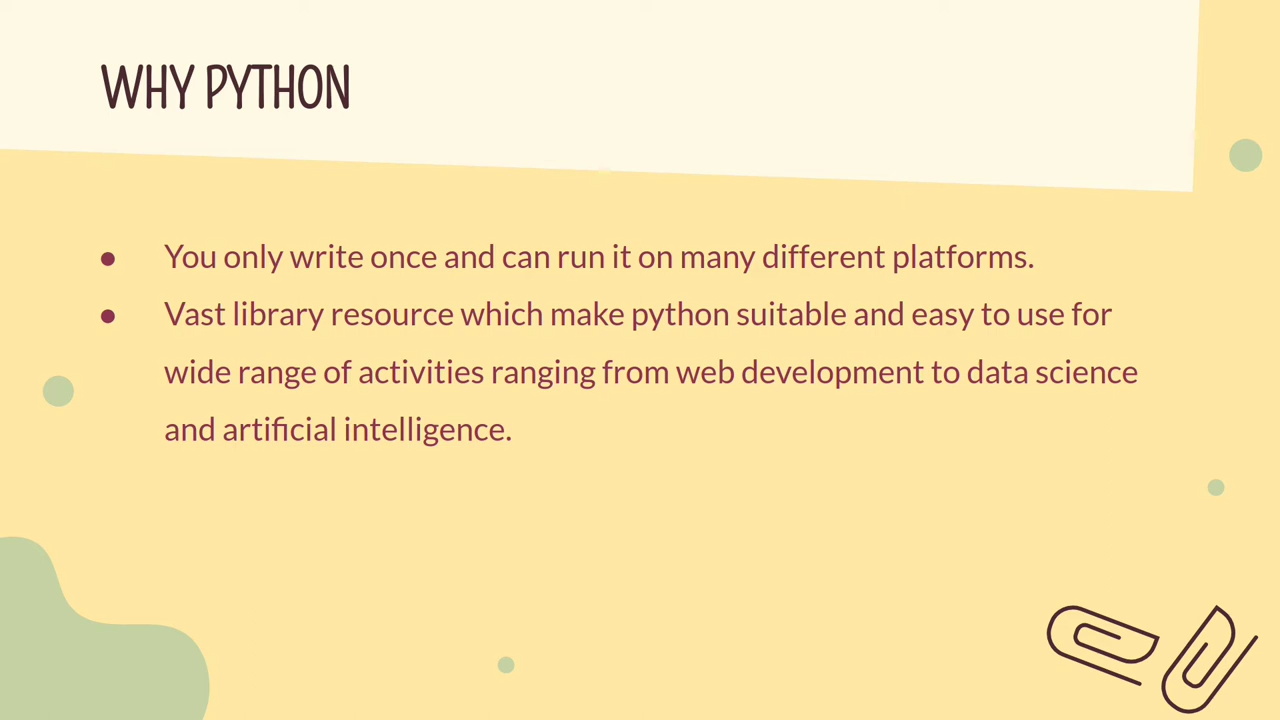 WHY PYTHON
● You only write once and can run it on many different platforms.
● Vast library resource which make python suitable and easy to use for
wide range of activities ranging from web development to data science
and artificial intelligence.